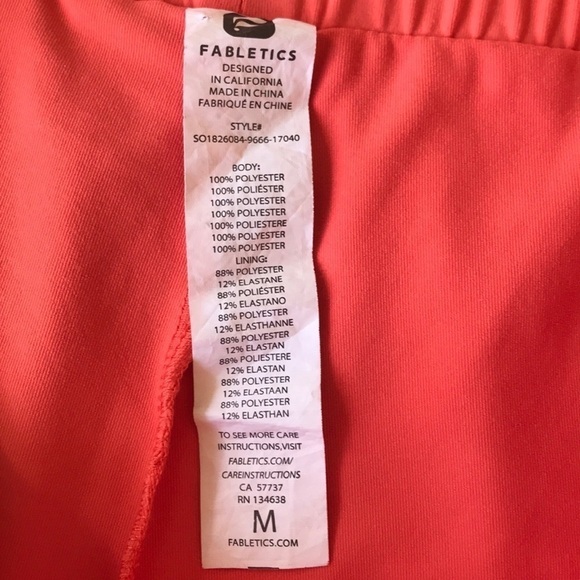 FABLETICS
DESIGNED
IN CALIFORNIA
MADE IN CHINA
FABRIQUÉ EN CHINE
STYLE#
SO1826084-9666-17040
BODY:
100% POLYESTER
100% POLIÉSTER
100% POLYESTER
100% POLYESTER
100% POLIESTERE
100% POLYESTER
100% POLYESTER
LINING:
88% POLYESTER
12% ELASTANE
88% POLIÉSTER
12% ELASTANO
88% POLYESTER
12% ELASTHANNE
88% POLYESTER
12% ELASTAN
88% POLIESTERE
12% ELASTAN
88% POLYESTER
12% ELASTAAN
88% POLYESTER
12% ELASTHAN
TO SEE MORE CARE
INSTRUCTIONS,VISIT
FABLETICS.COM/
CAREINSTRUCTIONS
CA 57737
RN 134638
M
FABLETICS.COM